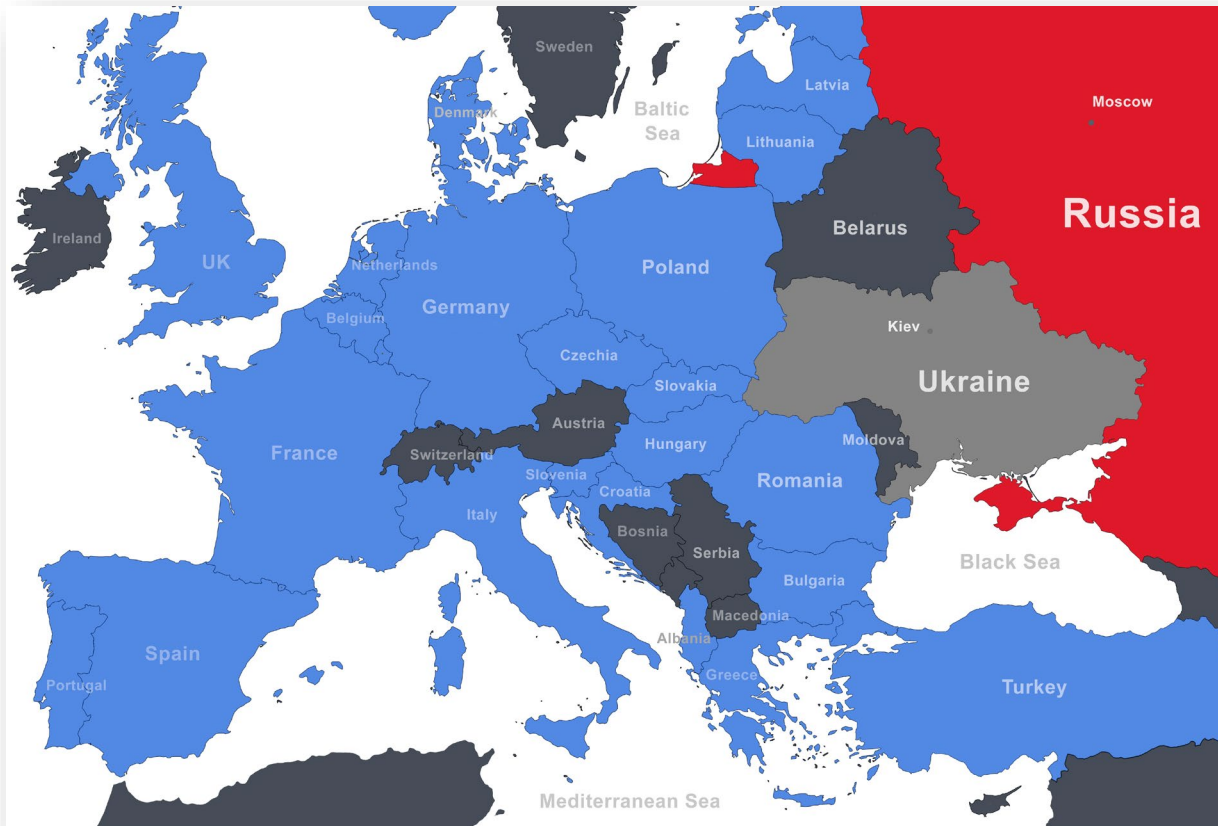 Sweden
Latvia
Moscow
Denmark
Baltic
Sea
Lithuania
Russia
Belarus
Ireland
UK
Netherlands
Poland
Germany
Belgium
Kiev
Czechia
Slovakia
Ukraine
Austria
Moldova
Hungary
France
Switzerland
Slovenia
Romania
Croatia
Italy
Bosnia
Serbia
Black Sea
Bulgaria
Macedonia
Albania
Spain
Greece
Portugal
Turkey
Mediterranean Sea